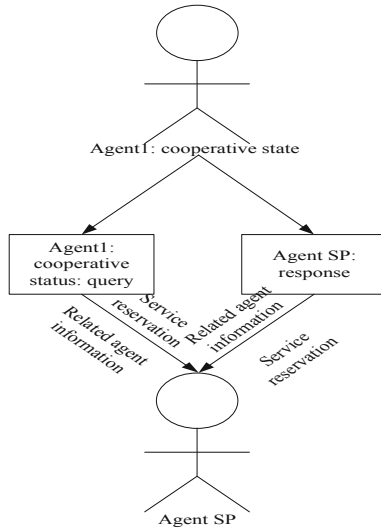 Agent1: cooperative state
Agent1:
cooperative
status: query
Agent SP:
response
Service
reservation
Related agent
information
Related agent
information
Service
reservation
Agent SP